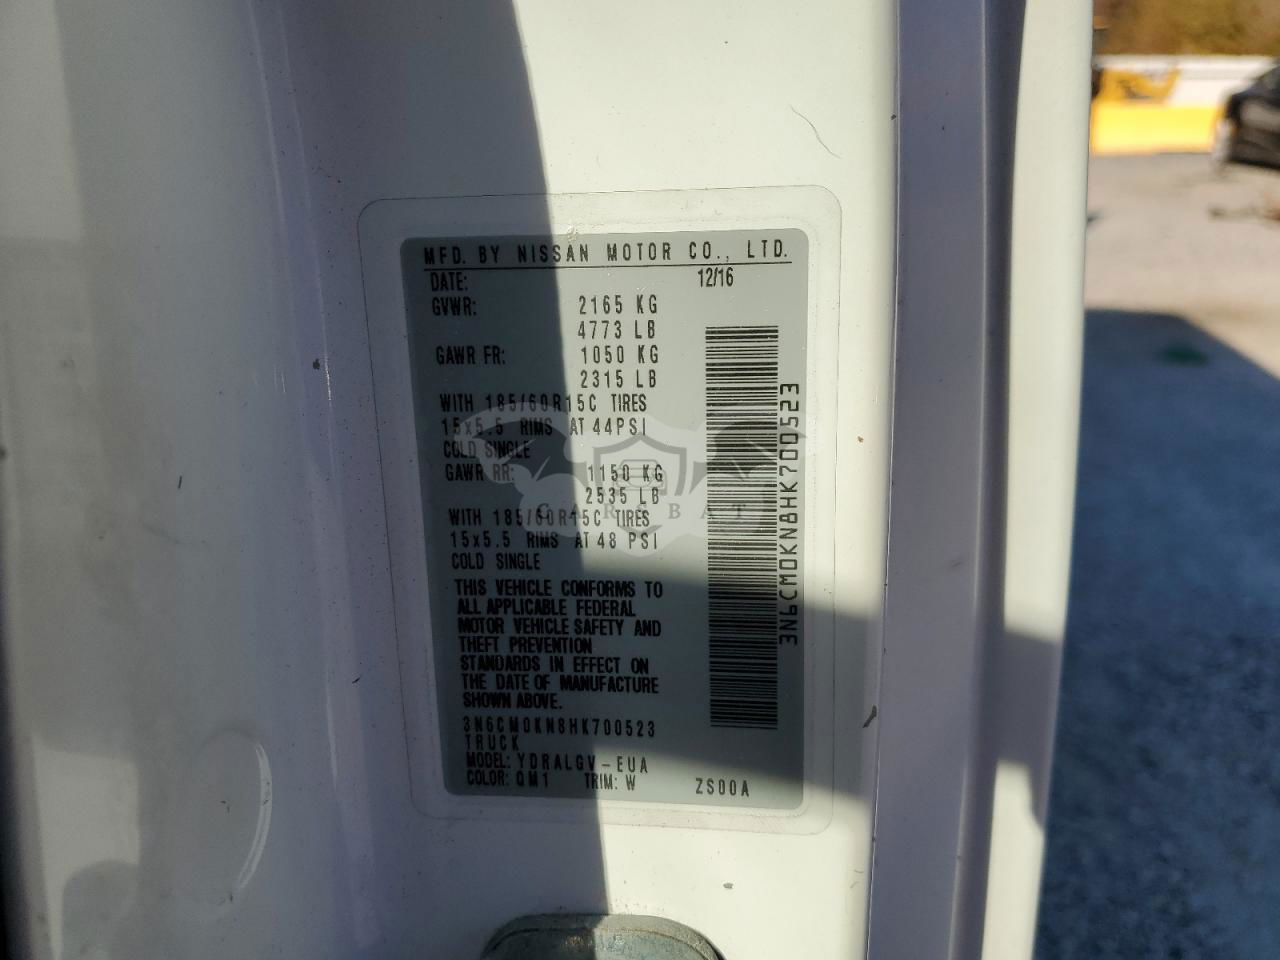 MFD. BY NISSAN MOTOR CO., LTD.
DATE: 12/16
GVWR: 2165 KG
4773 LB
GAWR FR: 1050 KG
2315 LB
WITH 185/60R15C TIRES
15x5.5 RIMS AT 44PSI
COLD SINGLE
GAWR RR: 1150 KG
2535 LB
WITH 185/60R15C TIRES
15x5.5 RIMS AT 48 PSI
COLD SINGLE
THIS VEHICLE CONFORMS TO
ALL APPLICABLE FEDERAL
MOTOR VEHICLE SAFETY AND
THEFT PREVENTION
STANDARDS IN EFFECT ON
THE DATE OF MANUFACTURE
SHOWN ABOVE.
3N6CM0KN8HK700523
TRUCK
MODEL: YDRALGV-EUA
COLOR: QM1 TRIM: W ZS00A
3N6CM0KN8HK700523
CARABAT